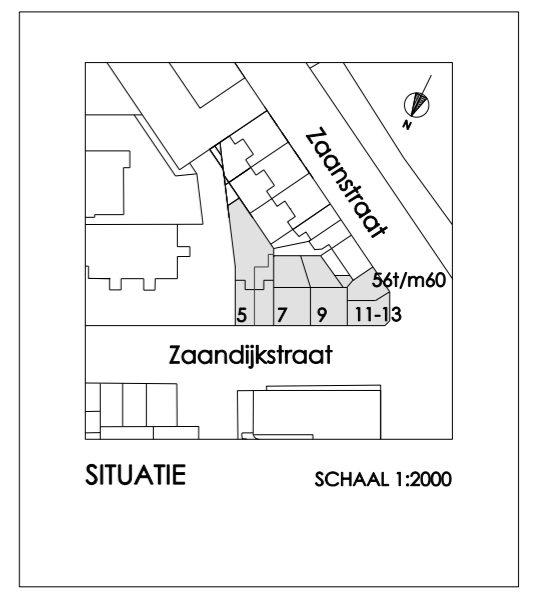 N
Zaanstraat
56t/m60
5
7
9
11-13
Zaandijkstraat
SITUATIE
SCHAAL 1:2000